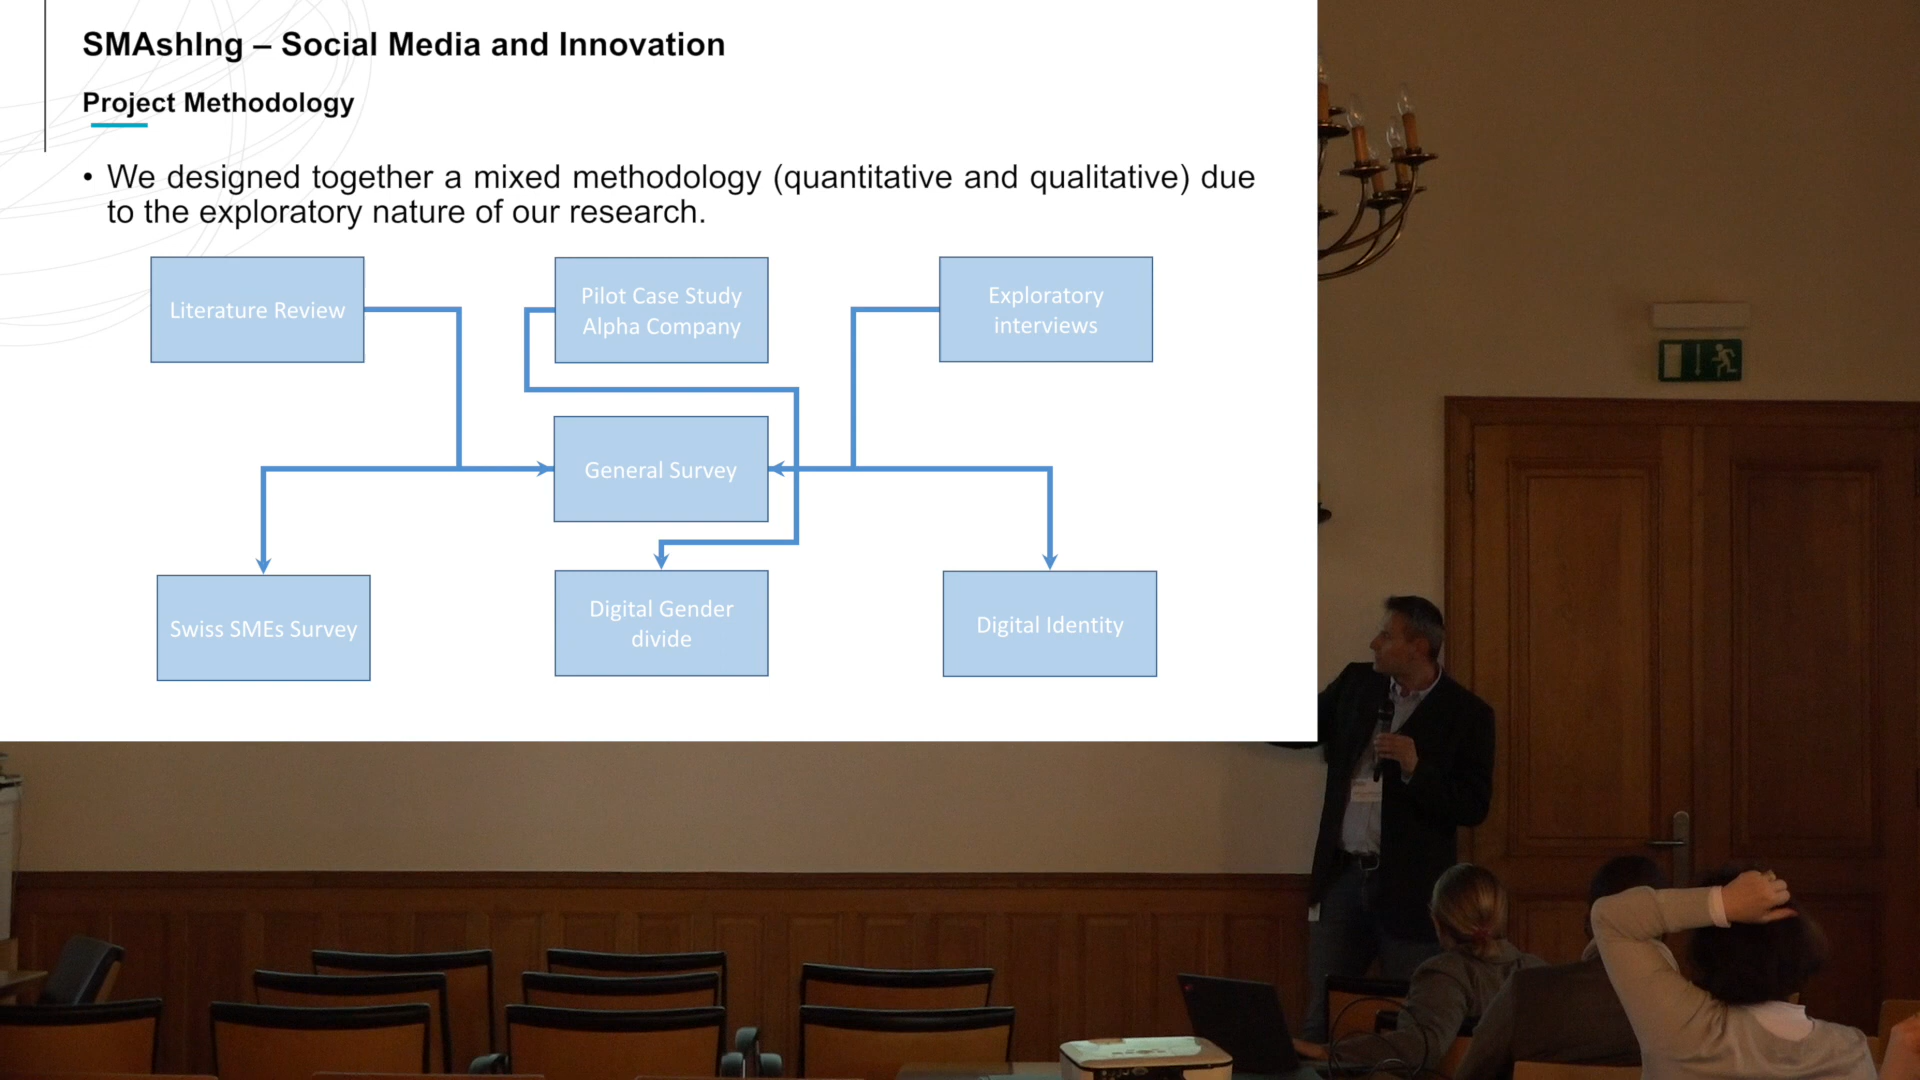 SMAshIng – Social Media and Innovation
Project Methodology
• We designed together a mixed methodology (quantitative and qualitative) due
to the exploratory nature of our research.
Literature Review
Pilot Case Study
Alpha Company
Exploratory
interviews
General Survey
Swiss SMEs Survey
Digital Gender
divide
Digital Identity